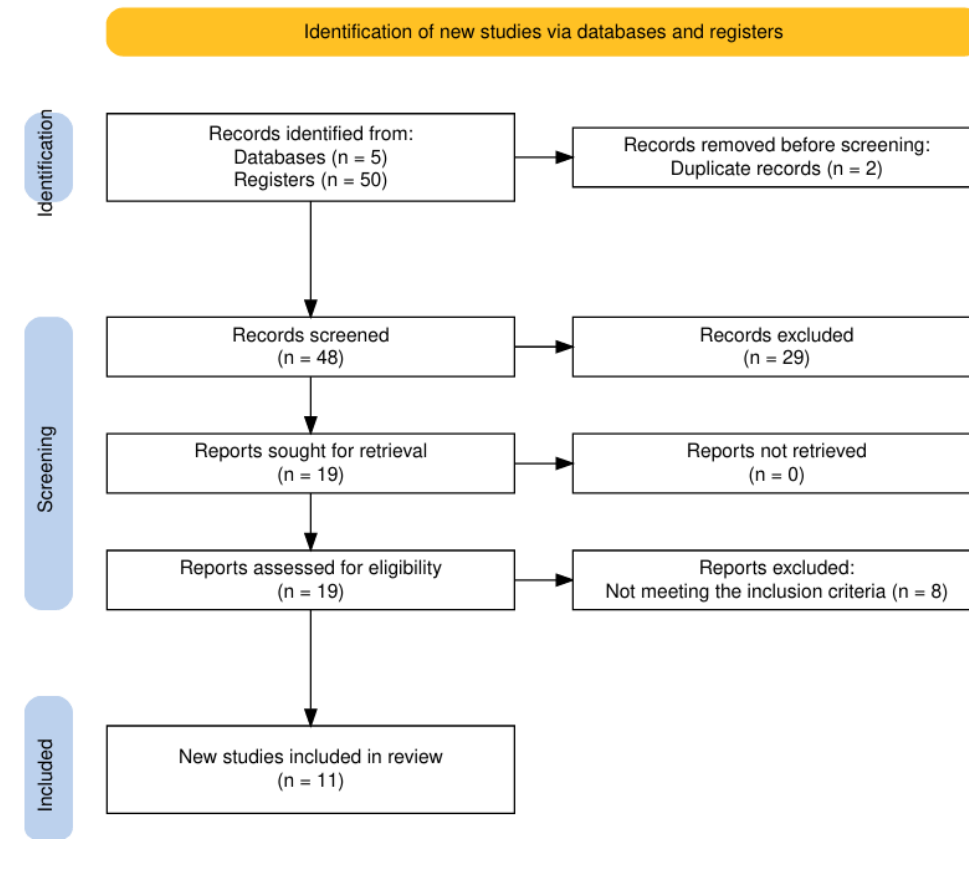 Identification of new studies via databases and registers
Identification
Records identified from:
Databases (n = 5)
Registers (n = 50)
Records removed before screening:
Duplicate records (n = 2)
Screening
Records screened
(n = 48)
Records excluded
(n = 29)
Reports sought for retrieval
(n = 19)
Reports not retrieved
(n = 0)
Reports assessed for eligibility
(n = 19)
Reports excluded:
Not meeting the inclusion criteria (n = 8)
Included
New studies included in review
(n = 11)